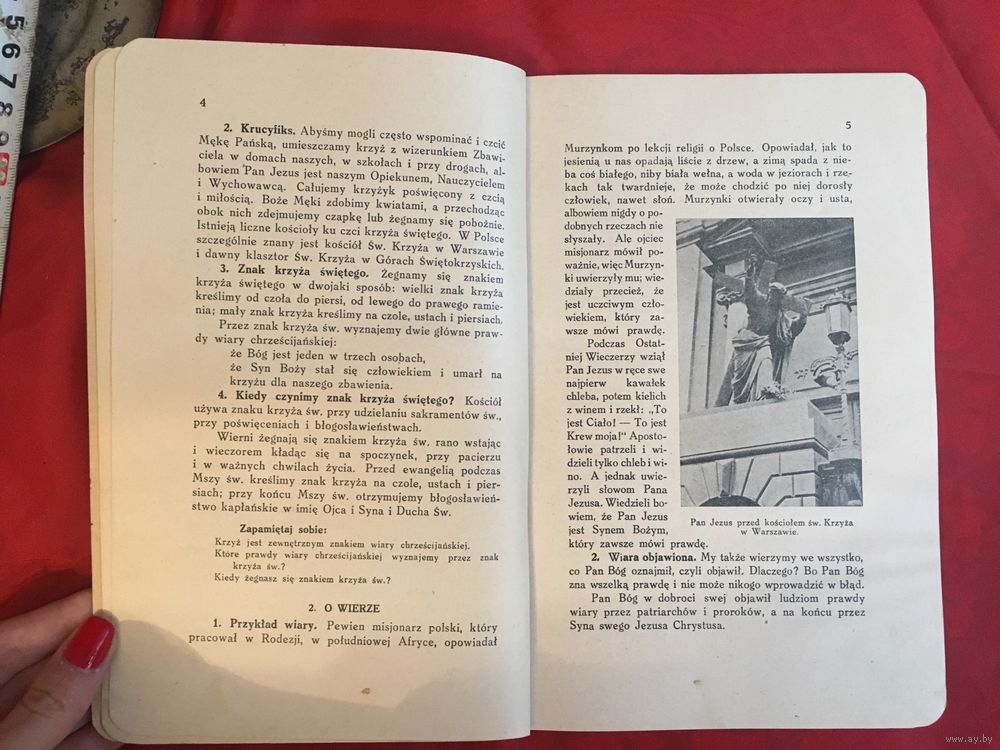 5
6
7
8
9
4
2. Krucyfiks. Abyśmy mogli często wspominać i czcić
Mękę Pańską, umieszczamy krzyż z wizerunkiem Zbawi-
ciela w domach naszych, w szkołach i przy drogach, al-
bowiem Pan Jezus jest naszym Opiekunem, Nauczycielem
i Wychowawcą. Całujemy krzyżyk poświęcony z czcią
i miłością. Boże Męki zdobimy kwiatami, a przechodząc
obok nich zdejmujemy czapkę lub żegnamy się pobożnie.
Istnieją liczne kościoły ku czci krzyża świętego. W Polsce
szczególnie znany jest kościół Św. Krzyża w Warszawie
i dawny klasztor Św. Krzyża w Górach Świętokrzyskich.
3. Znak krzyża świętego. Żegnamy się znakiem
krzyża świętego w dwojaki sposób: wielki znak krzyża
kreślimy od czoła do piersi, od lewego do prawego ramie-
nia; mały znak krzyża kreślimy na czole, ustach i piersiach.
Przez znak krzyża św. wyznajemy dwie główne praw-
dy wiary chrześcijańskiej:
że Bóg jest jeden w trzech osobach,
że Syn Boży stał się człowiekiem i umarł na
krzyżu dla naszego zbawienia.
4. Kiedy czynimy znak krzyża świętego? Kościół
używa znaku krzyża św. przy udzielaniu sakramentów św.,
przy poświęceniach i błogosławieństwach.
Wierni żegnają się znakiem krzyża św. rano wstając
i wieczorem kładąc się na spoczynek, przy pacierzu
i w ważnych chwilach życia. Przed ewangelią podczas
Mszy św. kreślimy znak krzyża na czole, ustach i pier-
siach; przy końcu Mszy św. otrzymujemy błogosławień-
stwo kapłańskie w imię Ojca i Syna i Ducha Św.
Zapamiętaj sobie:
Krzyż jest zewnętrznym znakiem wiary chrześcijańskiej.
Które prawdy wiary chrześcijańskiej wyznajemy przez znak
krzyża św.?
Kiedy żegnasz się znakiem krzyża św.?
2. O WIERZE
1. Przykład wiary. Pewien misjonarz polski, który
pracował w Rodezji, w południowej Afryce, opowiadał
5
Murzynkom po lekcji religii o Polsce. Opowiadał, jak to
jesienią u nas opadają liście z drzew, a zimą spada z nie-
ba coś białego, niby biała wełna, a woda w jeziorach i rze-
kach tak twardnieje, że może chodzić po niej dorosły
człowiek, nawet słoń. Murzynki otwierały oczy i usta,
albowiem nigdy o po-
dobnych rzeczach nie
słyszały. Ale ojciec
misjonarz mówił po-
ważnie, więc Murzyn-
ki uwierzyły mu; wie-
działy przecież, że
jest uczciwym czło-
wiekiem, który za-
wsze mówi prawdę.
Podczas Ostat-
niej Wieczerzy wziął
Pan Jezus w ręce swe
najpierw kawałek
chleba, potem kielich
z winem i rzekł: „To
jest Ciało! — To jest
Krew moja!" Aposto-
łowie patrzeli i wi-
dzieli tylko chleb i wi-
no. A jednak uwie-
rzyli słowom Pana
Jezusa. Wiedzieli bo-
wiem, że Pan Jezus
jest Synem Bożym,
który zawsze mówi prawdę.
Pan Jezus przed kościołem św. Krzyża
w Warszawie.
2. Wiara objawiona. My także wierzymy we wszystko,
co Pan Bóg oznajmił, czyli objawił. Dlaczego? Bo Pan Bóg
zna wszelką prawdę i nie może nikogo wprowadzić w błąd.
Pan Bóg w dobroci swej objawił ludziom prawdy
wiary przez patriarchów i proroków, a na końcu przez
Syna swego Jezusa Chrystusa.
www.ay.by